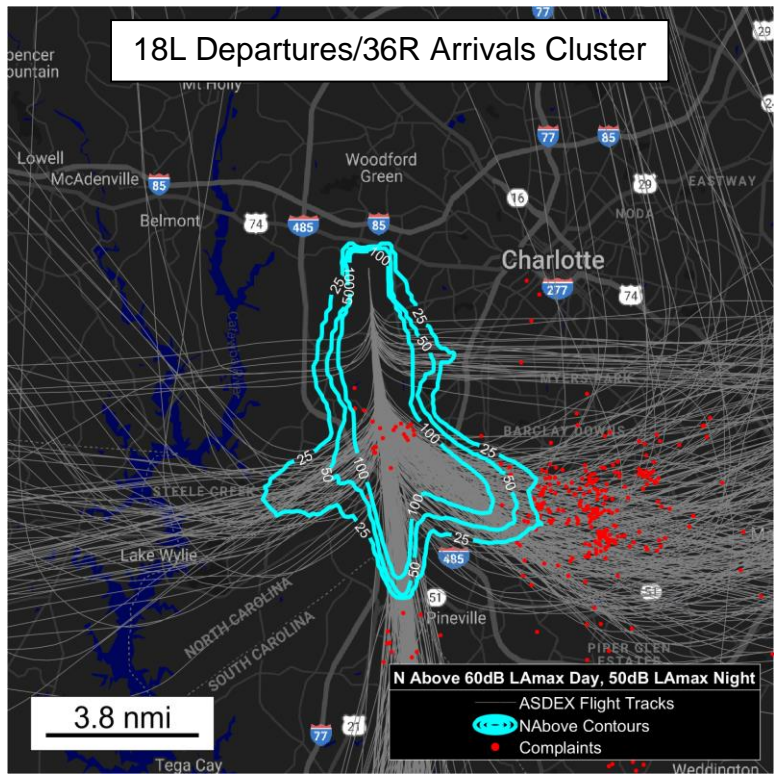 18L Departures/36R Arrivals Cluster
77
29
Mt Holly
77
85
Lowell
McAdenville
85
Woodford
Green
16
29
EASTWAY
Belmont
74
485
85
NODA
Charlotte
277
74
100
25
25
50
MYERS PARK
BARCLAY DOWNS
25
100
100
50
50
25
STEELE CREEK
100
25
25
Lake Wylie
485
50
51
51
NORTH CAROLINA
SOUTH CAROLINA
Pineville
PIPER GLEN
ESTATES
N Above 60dB LAmax Day, 50dB LAmax Night
ASDEX Flight Tracks
NAbove Contours
Complaints
3.8 nmi
77
21
Tega Cay
Weddington